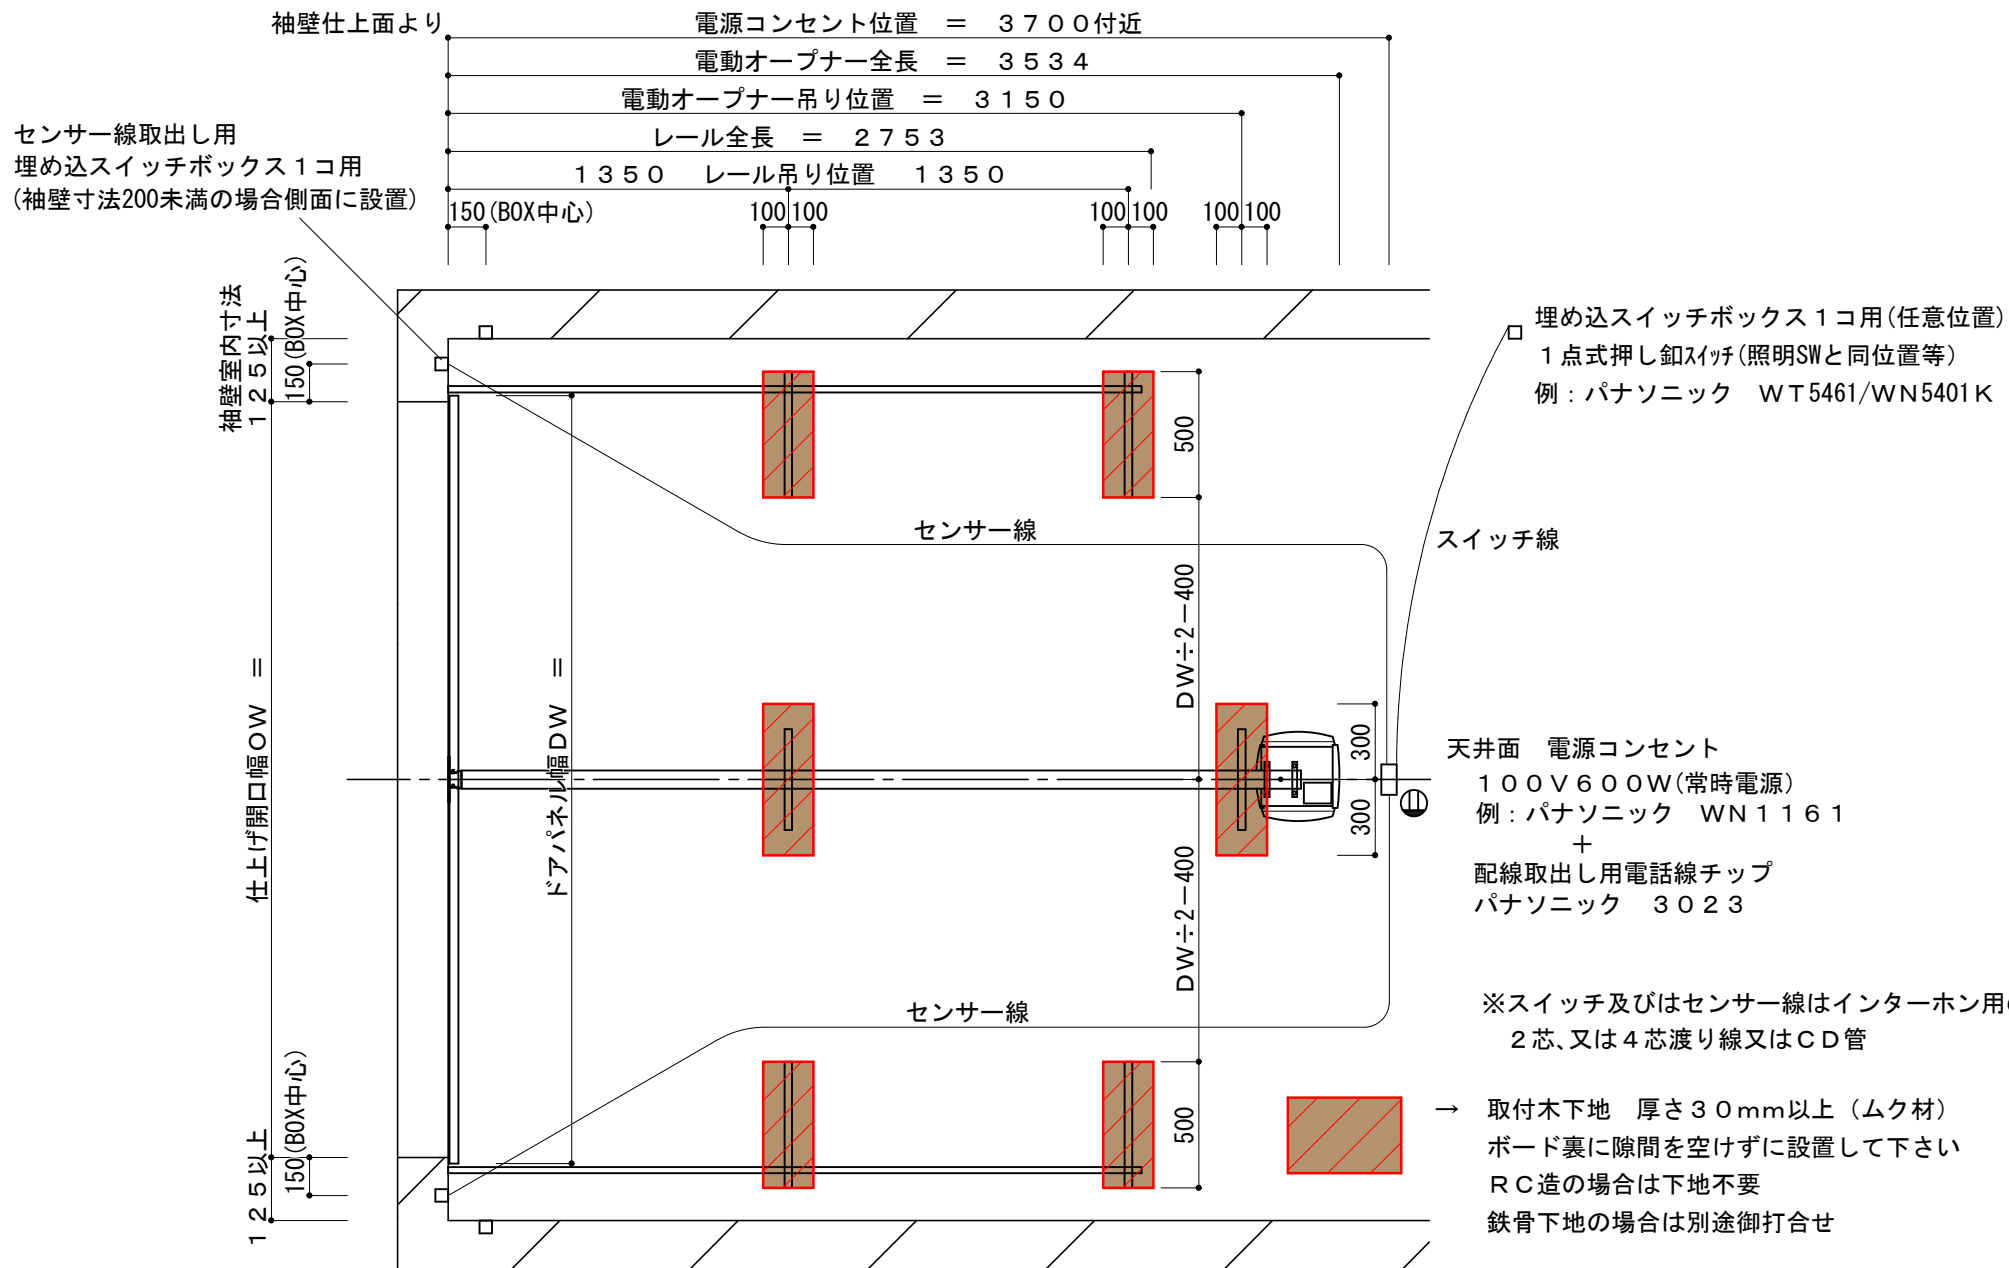 袖壁仕上面より
電源コンセント位置 ＝ ３７００付近
電動オープナー全長 ＝ ３５３４
電動オープナー吊り位置 ＝ ３１５０
レール全長 ＝ ２７５３
１３５０ レール吊り位置 １３５０
150(BOX中心)
100 100
100 100
100 100
センサー線取出し用
埋め込スイッチボックス１コ用
(袖壁寸法200未満の場合側面に設置)
袖壁室内寸法
１２５以上
150(BOX中心)
仕上げ開口幅ＯＷ ＝
ドアパネル幅ＤＷ ＝
１２５以上
150(BOX中心)
500
ＤＷ÷2－400
ＤＷ÷2－400
500
300
300
センサー線
センサー線
スイッチ線
埋め込スイッチボックス１コ用(任意位置)
１点式押し釦ｽｲｯﾁ(照明SWと同位置等)
例：パナソニック ＷＴ5461/ＷＮ5401Ｋ
天井面 電源コンセント
１００Ｖ６００Ｗ(常時電源)
例：パナソニック ＷＮ１１６１
＋
配線取出し用電話線チップ
パナソニック ３０２３
※スイッチ及びはセンサー線はインターホン用
２芯、又は４芯渡り線又はＣＤ管
→ 取付木下地 厚さ３０ｍｍ以上（ムク材）
ボード裏に隙間を空けずに設置して下さい
ＲＣ造の場合は下地不要
鉄骨下地の場合は別途御打合せ